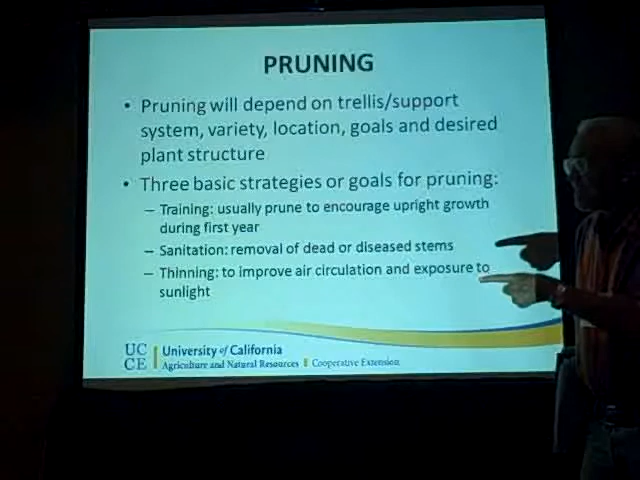 PRUNING
• Pruning will depend on trellis/support
system, variety, location, goals and desired
plant structure
• Three basic strategies or goals for pruning:
– Training: usually prune to encourage upright growth
during first year
– Sanitation: removal of dead or diseased stems
– Thinning: to improve air circulation and exposure to
sunlight
UC
CE
University of California
Agriculture and Natural Resources Cooperative Extension